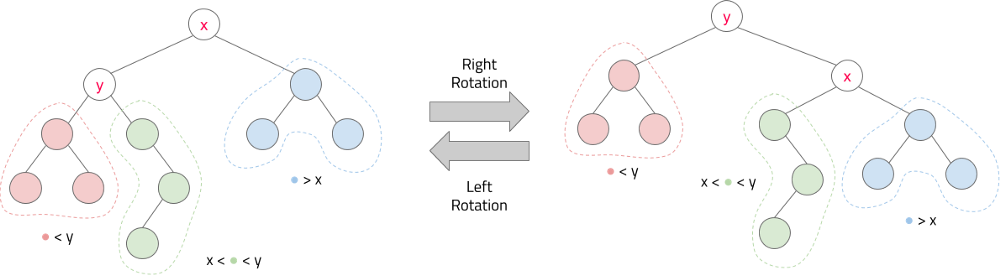 x
y
< y
x < < y
> x
Right
Rotation
Left
Rotation
y
x
< y
x < < y
> x